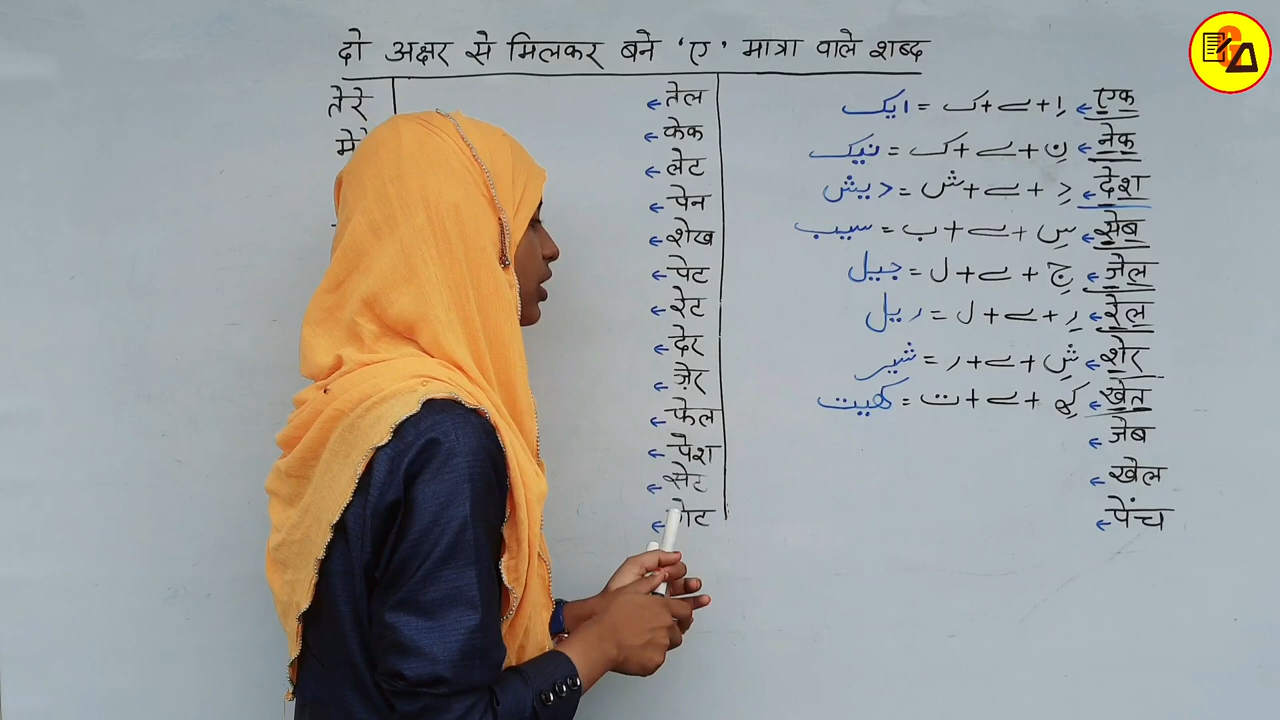 दो अक्षर से मिलकर बने 'ए' मात्रा वाले शब्द
एक ← اِ + ے + ک = ایک
नेक ← نِ + ے + ک = نیک
देश ← دِ + ے + ش = دیش
सेब ← سِ + ے + ب = سیب
जेल ← جِ + ے + ل = جیل
रेल ← رِ + ے + ل = ریل
शेर ← شِ + ے + ر = شیر
खेत ← کھِ + ے + ت = کھیت
जेब ←
खेल
पेंच ←
तेल ←
केक ←
लेट ←
पेन ←
शेख ←
पेट ←
रेट ←
देर ←
ज़ेर ←
फेल ←
पेश ←
सेट ←
←
तेरे